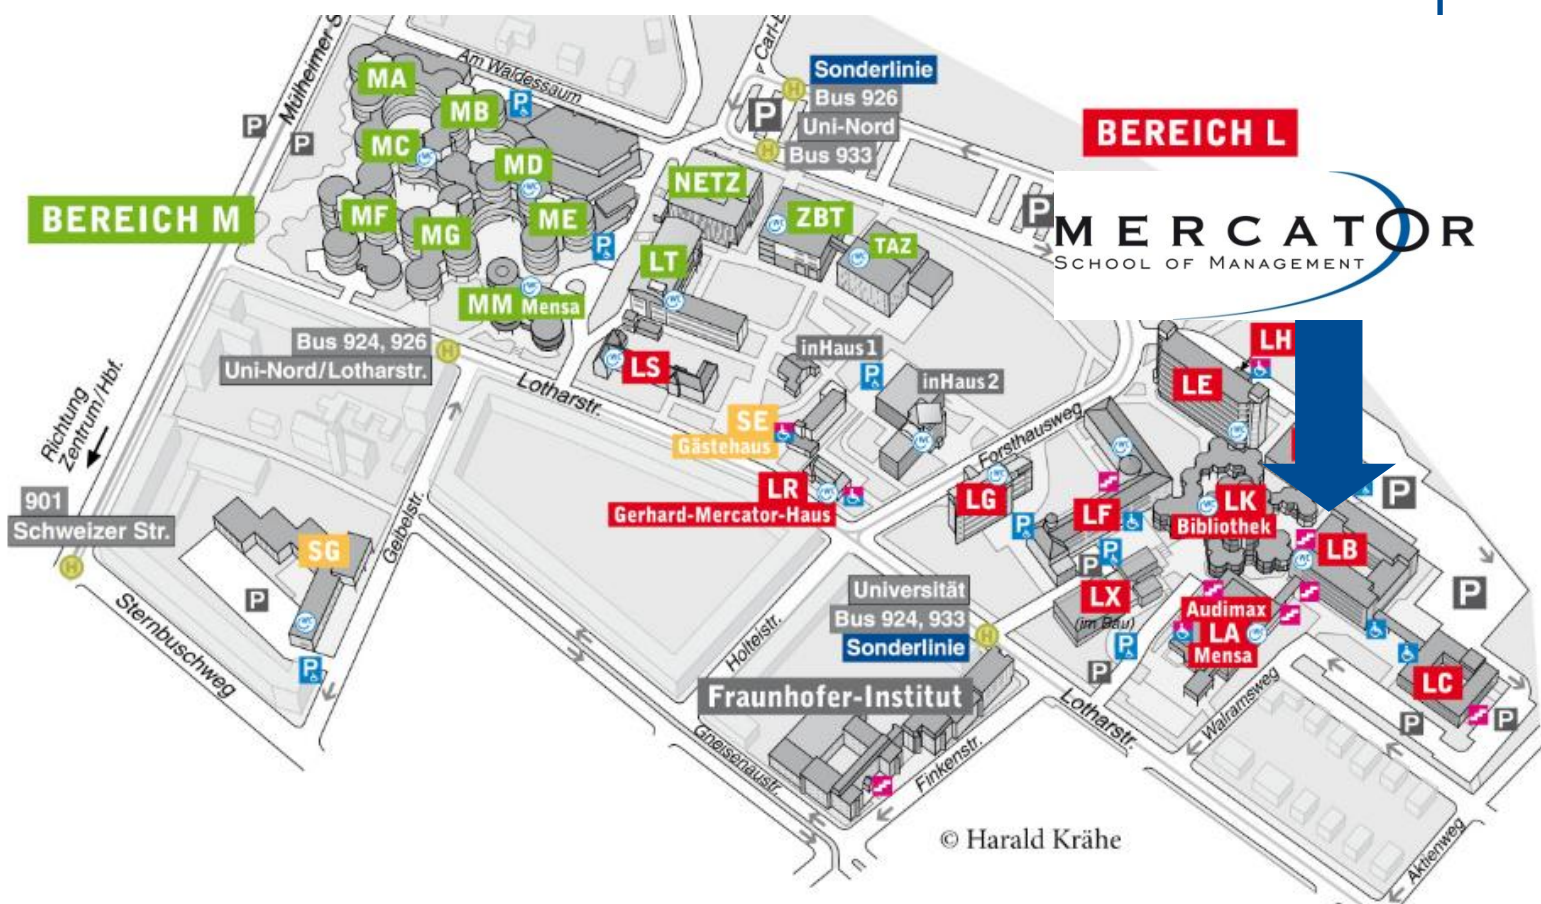 Mülheimer S
Am Waldessaum
Carl-B
Sonderlinie
Bus 926
Uni-Nord
Bus 933
P
P
P
P
P
BEREICH L
MERCATOR
SCHOOL OF MANAGEMENT
BEREICH M
MA
MB
MC
MD
MF
MG
ME
MM Mensa
NETZ
ZBT
TAZ
LT
LS
P
H
H
Bus 924, 926
Uni-Nord/Lotharstr.
H
Lotharstr.
inHaus1
P
inHaus2
SE
Gästehaus
LR
Gerhard-Mercator-Haus
Forsthausweg
LH
LE
LG
LF
LK
Bibliothek
LB
P
P
P
P
P
LX
(im Bau)
P
P
Audimax
LA
Mensa
LC
P
P
P
Richtung
Zentrum/Hbf.
901
Schweizer Str.
H
SG
P
P
Geibelstr.
Sternbuschweg
Universität
Bus 924, 933
Sonderlinie
H
Holteistr.
Fraunhofer-Institut
Gneisenaustr.
Finkenstr.
Lotharstr.
Walramsweg
Aktienweg
© Harald Krähe